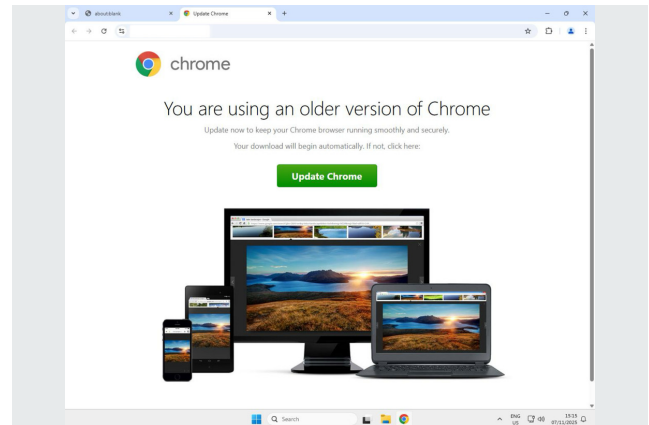 aboutblank
Update Chrome
chrome
You are using an older version of Chrome
Update now to keep your Chrome browser running smoothly and securely.
Your download will begin automatically. If not, click here:
Update Chrome
Search
ENG
US
15:15
07/11/2025